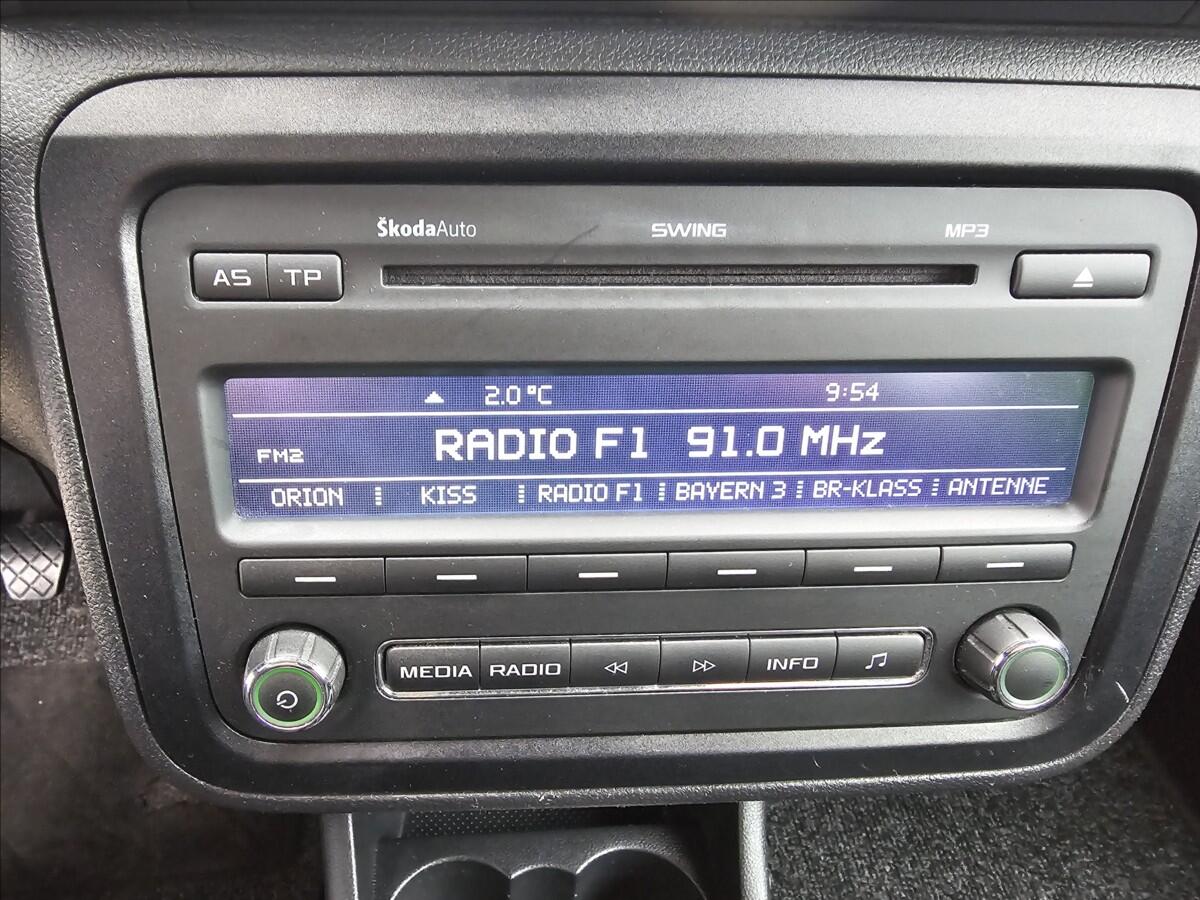 ŠkodaAuto SWING MP3
AS TP
2.0 °C 9:54
FM2 RADIO F1 91.0 MHz
ORION KISS RADIO F1 BAYERN 3 BR-KLASS ANTENNE
MEDIA RADIO INFO